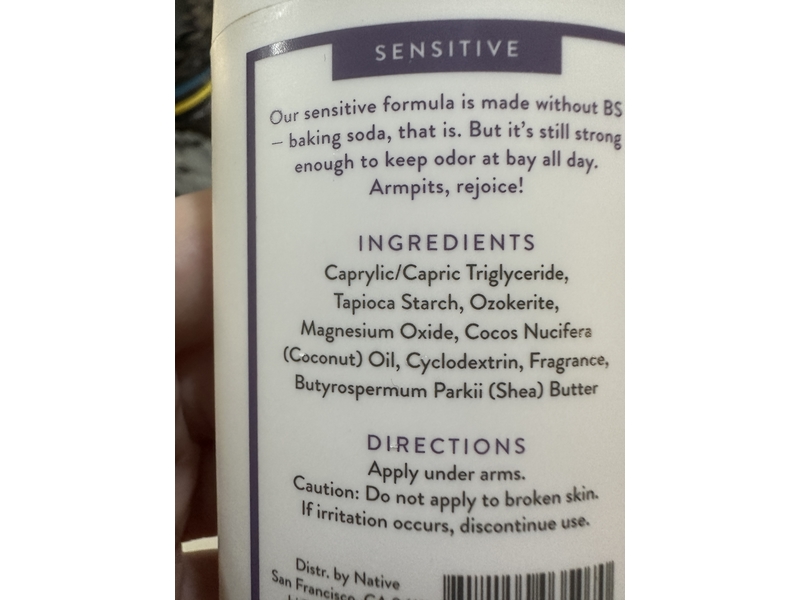 SENSITIVE
Our sensitive formula is made without BS
— baking soda, that is. But it's still strong
enough to keep odor at bay all day.
Armpits, rejoice!
INGREDIENTS
Caprylic/Capric Triglyceride,
Tapioca Starch, Ozokerite,
Magnesium Oxide, Cocos Nucifera
(Coconut) Oil, Cyclodextrin, Fragrance,
Butyrospermum Parkii (Shea) Butter
DIRECTIONS
Apply under arms.
Caution: Do not apply to broken skin.
If irritation occurs, discontinue use.
Distr. by Native
San Francisco, CA